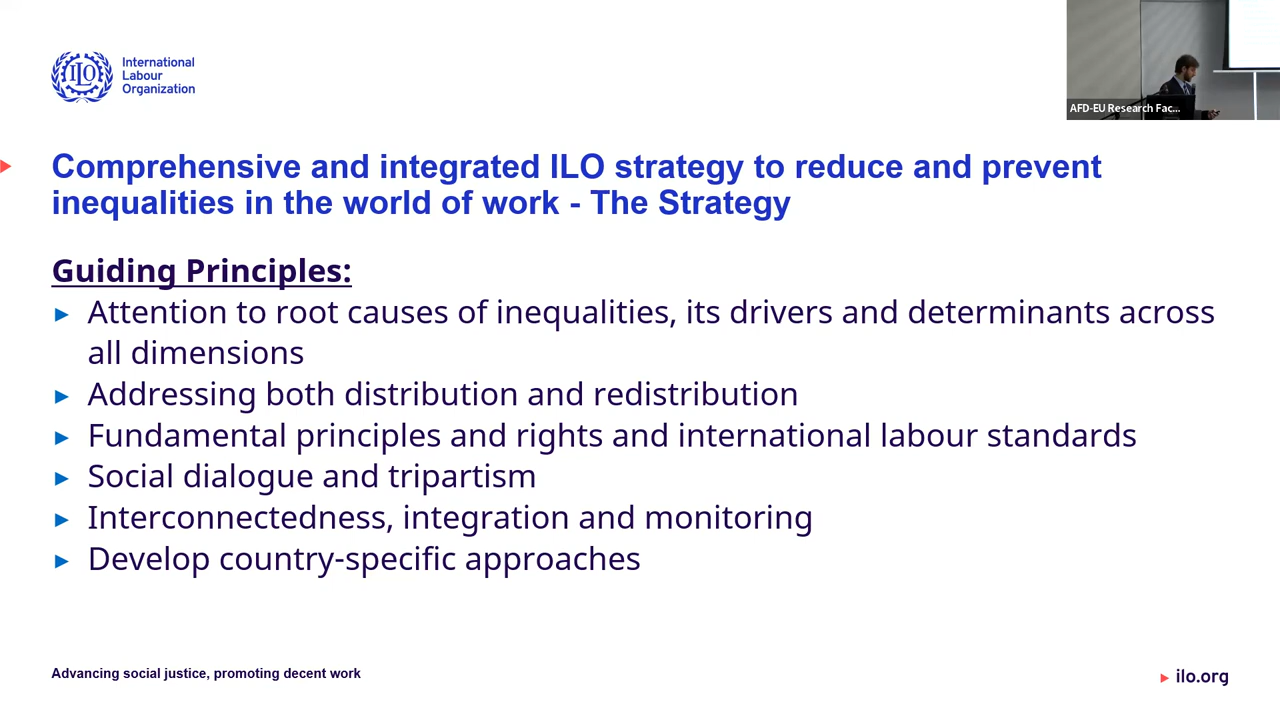 ILO
International
Labour
Organization
AFD-EU Research Fac...
Comprehensive and integrated ILO strategy to reduce and prevent
inequalities in the world of work - The Strategy
Guiding Principles:
► Attention to root causes of inequalities, its drivers and determinants across
all dimensions
► Addressing both distribution and redistribution
► Fundamental principles and rights and international labour standards
► Social dialogue and tripartism
► Interconnectedness, integration and monitoring
► Develop country-specific approaches
Advancing social justice, promoting decent work
ilo.org